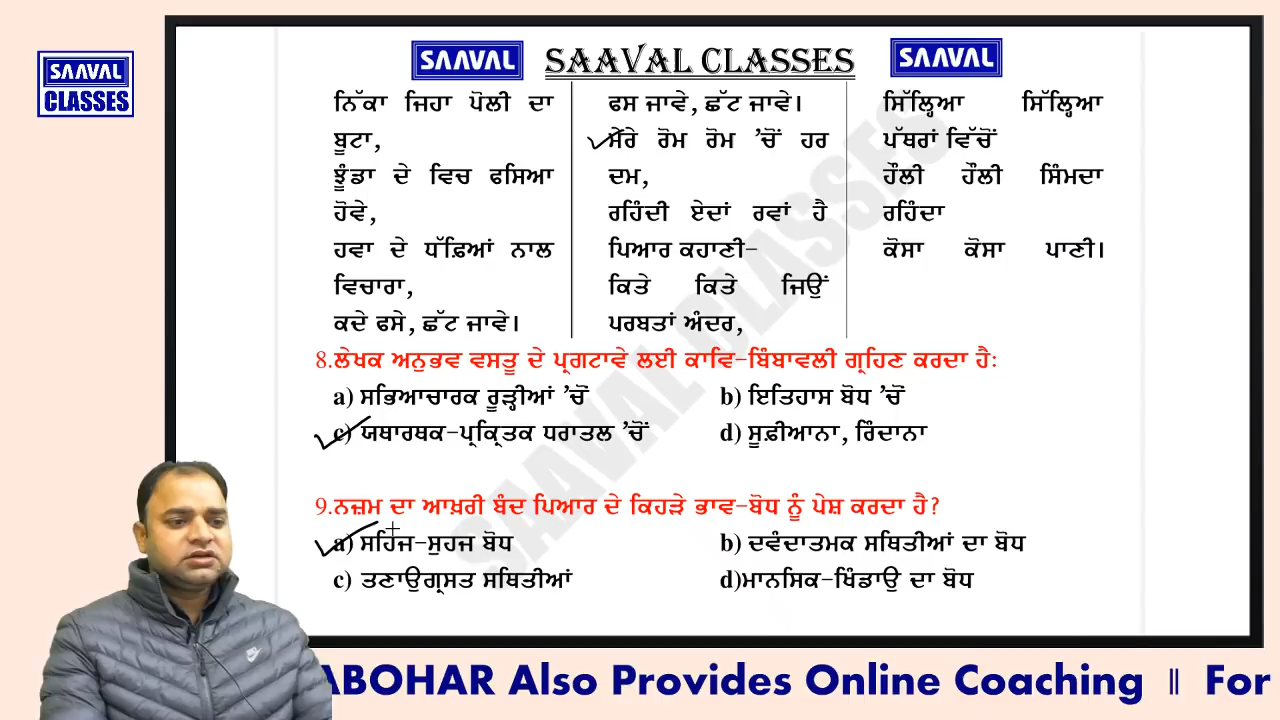 SAAVAL
CLASSES
SAAVAL
SAAVAL CLASSES
SAAVAL
ਨਿੱਕਾ ਜਿਹਾ ਪੋਲੀ ਦਾ
ਬੂਟਾ,
ਝੂੰਡਾ ਦੇ ਵਿਚ ਫਸਿਆ
ਹੋਵੇ,
ਹਵਾ ਦੇ ਧੱਫ਼ਿਆਂ ਨਾਲ
ਵਿਚਾਰਾ,
ਕਦੇ ਫਸੇ, ਛੱਟ ਜਾਵੇ।
ਫਸ ਜਾਵੇ, ਛੱਟ ਜਾਵੇ।
ਮੇਰੇ ਰੋਮ ਰੋਮ ’ਚੋਂ ਹਰ
ਦਮ,
ਰਹਿੰਦੀ ਏਦਾਂ ਰਵਾਂ ਹੈ
ਪਿਆਰ ਕਹਾਣੀ-
ਕਿਤੇ ਕਿਤੇ ਜਿਉਂ
ਪਰਬਤਾਂ ਅੰਦਰ,
ਸਿੱਲ੍ਹਿਆ ਸਿੱਲ੍ਹਿਆ
ਪੱਥਰਾਂ ਵਿੱਚੋਂ
ਹੌਲੀ ਹੌਲੀ ਸਿੰਮਦਾ
ਰਹਿੰਦਾ
ਕੋਸਾ ਕੋਸਾ ਪਾਣੀ।
8.ਲੇਖਕ ਅਨੁਭਵ ਵਸਤੂ ਦੇ ਪ੍ਰਗਟਾਵੇ ਲਈ ਕਾਵਿ-ਬਿੰਬਾਵਲੀ ਗ੍ਰਹਿਣ ਕਰਦਾ ਹੈ:
a) ਸਭਿਆਚਾਰਕ ਰੂੜ੍ਹੀਆਂ ’ਚੋਂ
b) ਇਤਿਹਾਸ ਬੋਧ ’ਚੋਂ
c) ਯਥਾਰਥਕ-ਪ੍ਰਕ੍ਰਿਤਕ ਧਰਾਤਲ ’ਚੋਂ
d) ਸੂਫ਼ੀਆਨਾ, ਰਿੰਦਾਨਾ
9.ਨਜ਼ਮ ਦਾ ਆਖ਼ਰੀ ਬੰਦ ਪਿਆਰ ਦੇ ਕਿਹੜੇ ਭਾਵ-ਬੋਧ ਨੂੰ ਪੇਸ਼ ਕਰਦਾ ਹੈ?
a) ਸਹਿਜ-ਸੁਹਜ ਬੋਧ
b) ਦਵੰਦਾਤਮਕ ਸਥਿਤੀਆਂ ਦਾ ਬੋਧ
c) ਤਣਾਉਗ੍ਰਸਤ ਸਥਿਤੀਆਂ
d)ਮਾਨਸਿਕ-ਖਿੰਡਾਉ ਦਾ ਬੋਧ
SAAVAL CLASSES
ABOHAR Also Provides Online Coaching || For